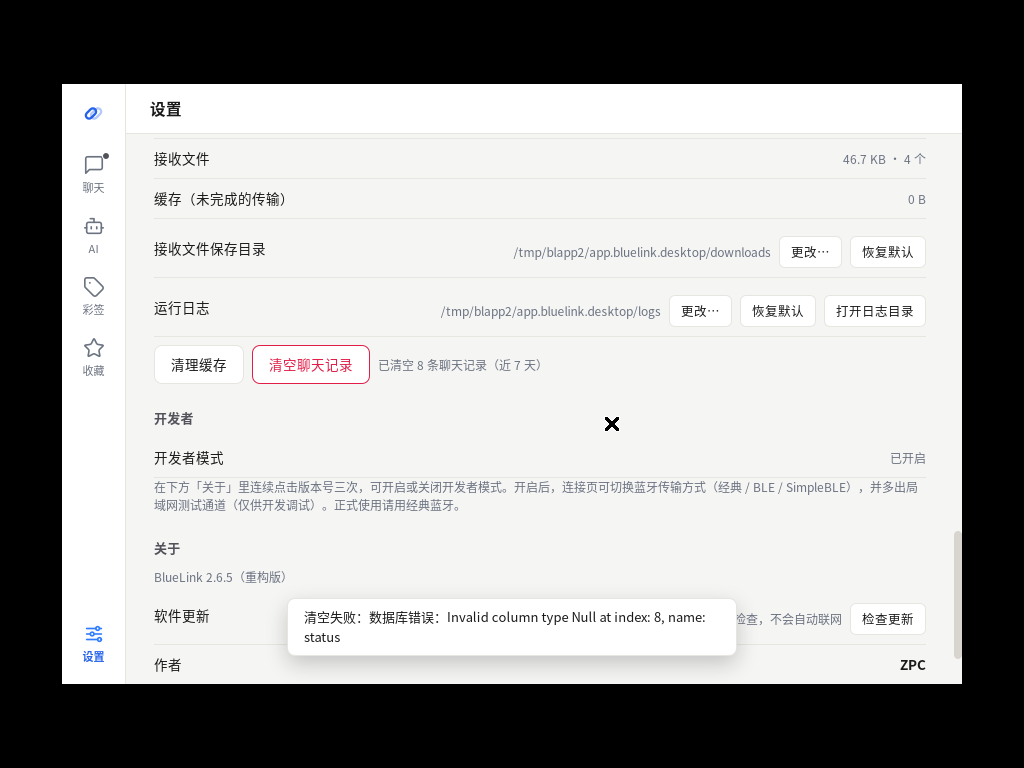 设置
聊天
AI
彩签
收藏
设置
接收文件
46.7 KB · 4 个
缓存（未完成的传输）
0 B
接收文件保存目录
/tmp/blapp2/app.bluelink.desktop/downloads
更改…
恢复默认
运行日志
/tmp/blapp2/app.bluelink.desktop/logs
更改…
恢复默认
打开日志目录
清理缓存
清空聊天记录
已清空 8 条聊天记录（近 7 天）
开发者
开发者模式
已开启
在下方「关于」里连续点击版本号三次，可开启或关闭开发者模式。开启后，连接页可切换蓝牙传输方式（经典 / BLE / SimpleBLE），并多出局
域网测试通道（仅供开发调试）。正式使用请用经典蓝牙。
关于
BlueLink 2.6.5（重构版）
软件更新
检查，不会自动联网
检查更新
清空失败：数据库错误：Invalid column type Null at index: 8, name:
status
作者
ZPC